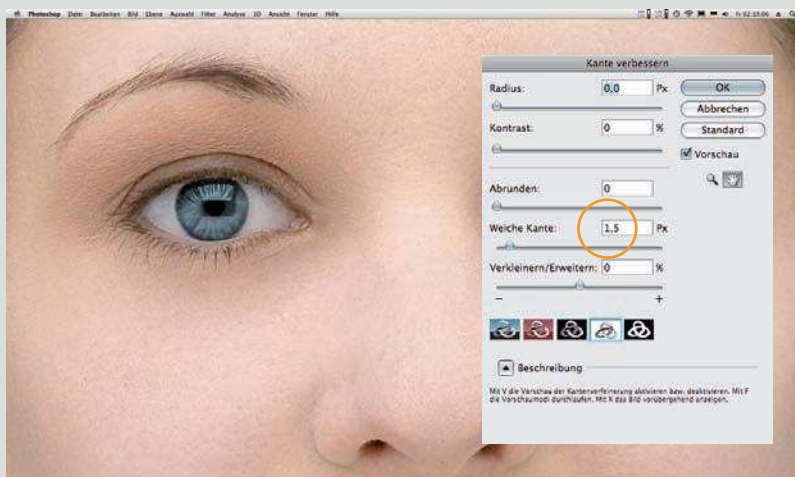 Photoshop Datei Bearbeiten Bild Ebene Auswahl Filter Analyse 3D Ansicht Fenster Hilfe
Kante verbessern
Radius: 0,0 Px OK
Abbrechen
Kontrast: 0 % Standard
Vorschau
Abrunden: 0
Weiche Kante: 1,5 Px
Verkleinern/Erweitern: 0 %
− +
Beschreibung
Mit V die Vorschau der Kantenverfeinerung aktivieren bzw. deaktivieren. Mit F
die Vorschaumodi durchlaufen. Mit X das Bild vorübergehend anzeigen.